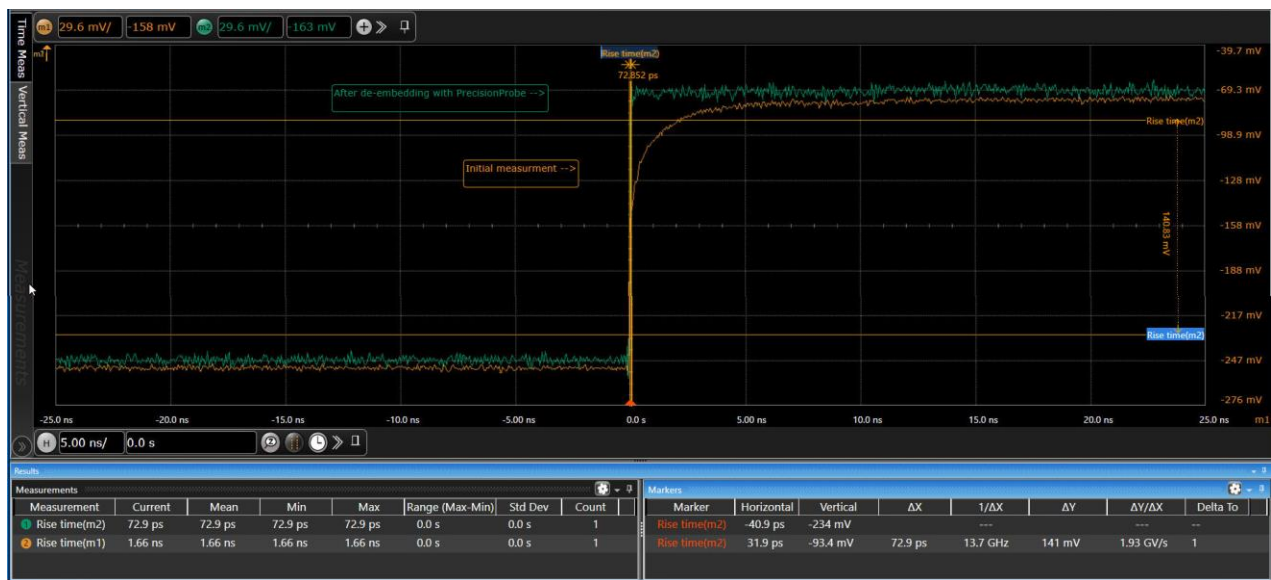 Time Meas
Vertical Meas
Measurements
m1 29.6 mV/ -158 mV m2 29.6 mV/ -163 mV
m1
Rise time(m2)
72.852 ps
After de-embedding with PrecisionProbe -->
Initial measurment -->
Rise time(m2)
140.83 mV
Rise time(m2)
-39.7 mV
-69.3 mV
-98.9 mV
-128 mV
-158 mV
-188 mV
-217 mV
-247 mV
-276 mV
-25.0 ns -20.0 ns -15.0 ns -10.0 ns -5.00 ns 0.0 s 5.00 ns 10.0 ns 15.0 ns 20.0 ns 25.0 ns m1
H 5.00 ns/ 0.0 s
Results
Measurements
Measurement Current Mean Min Max Range (Max-Min) Std Dev Count
1 Rise time(m2) 72.9 ps 72.9 ps 72.9 ps 72.9 ps 0.0 s 0.0 s 1
2 Rise time(m1) 1.66 ns 1.66 ns 1.66 ns 1.66 ns 0.0 s 0.0 s 1
Markers
Marker Horizontal Vertical ΔX 1/ΔX ΔY ΔY/ΔX Delta To
Rise time(m2) -40.9 ps -234 mV --- --- --
Rise time(m2) 31.9 ps -93.4 mV 72.9 ps 13.7 GHz 141 mV 1.93 GV/s 1